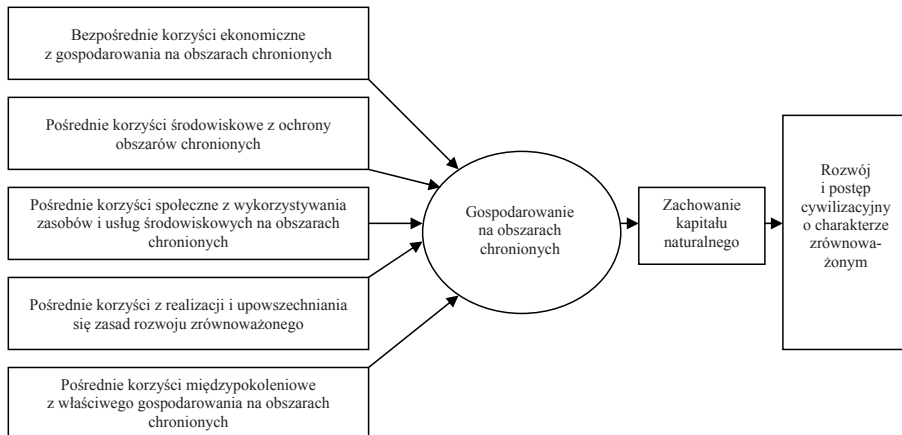 Bezpośrednie korzyści ekonomiczne
z gospodarowania na obszarach chronionych
Pośrednie korzyści środowiskowe z ochrony
obszarów chronionych
Pośrednie korzyści społeczne z wykorzystywania
zasobów i usług środowiskowych na obszarach
chronionych
Pośrednie korzyści z realizacji i upowszechniania
się zasad rozwoju zrównoważonego
Pośrednie korzyści międzypokoleniowe
z właściwego gospodarowania na obszarach
chronionych
Gospodarowanie
na obszarach
chronionych
Zachowanie
kapitału
naturalnego
Rozwój
i postęp
cywilizacyjny
o charakterze
zrównowa-
żonym